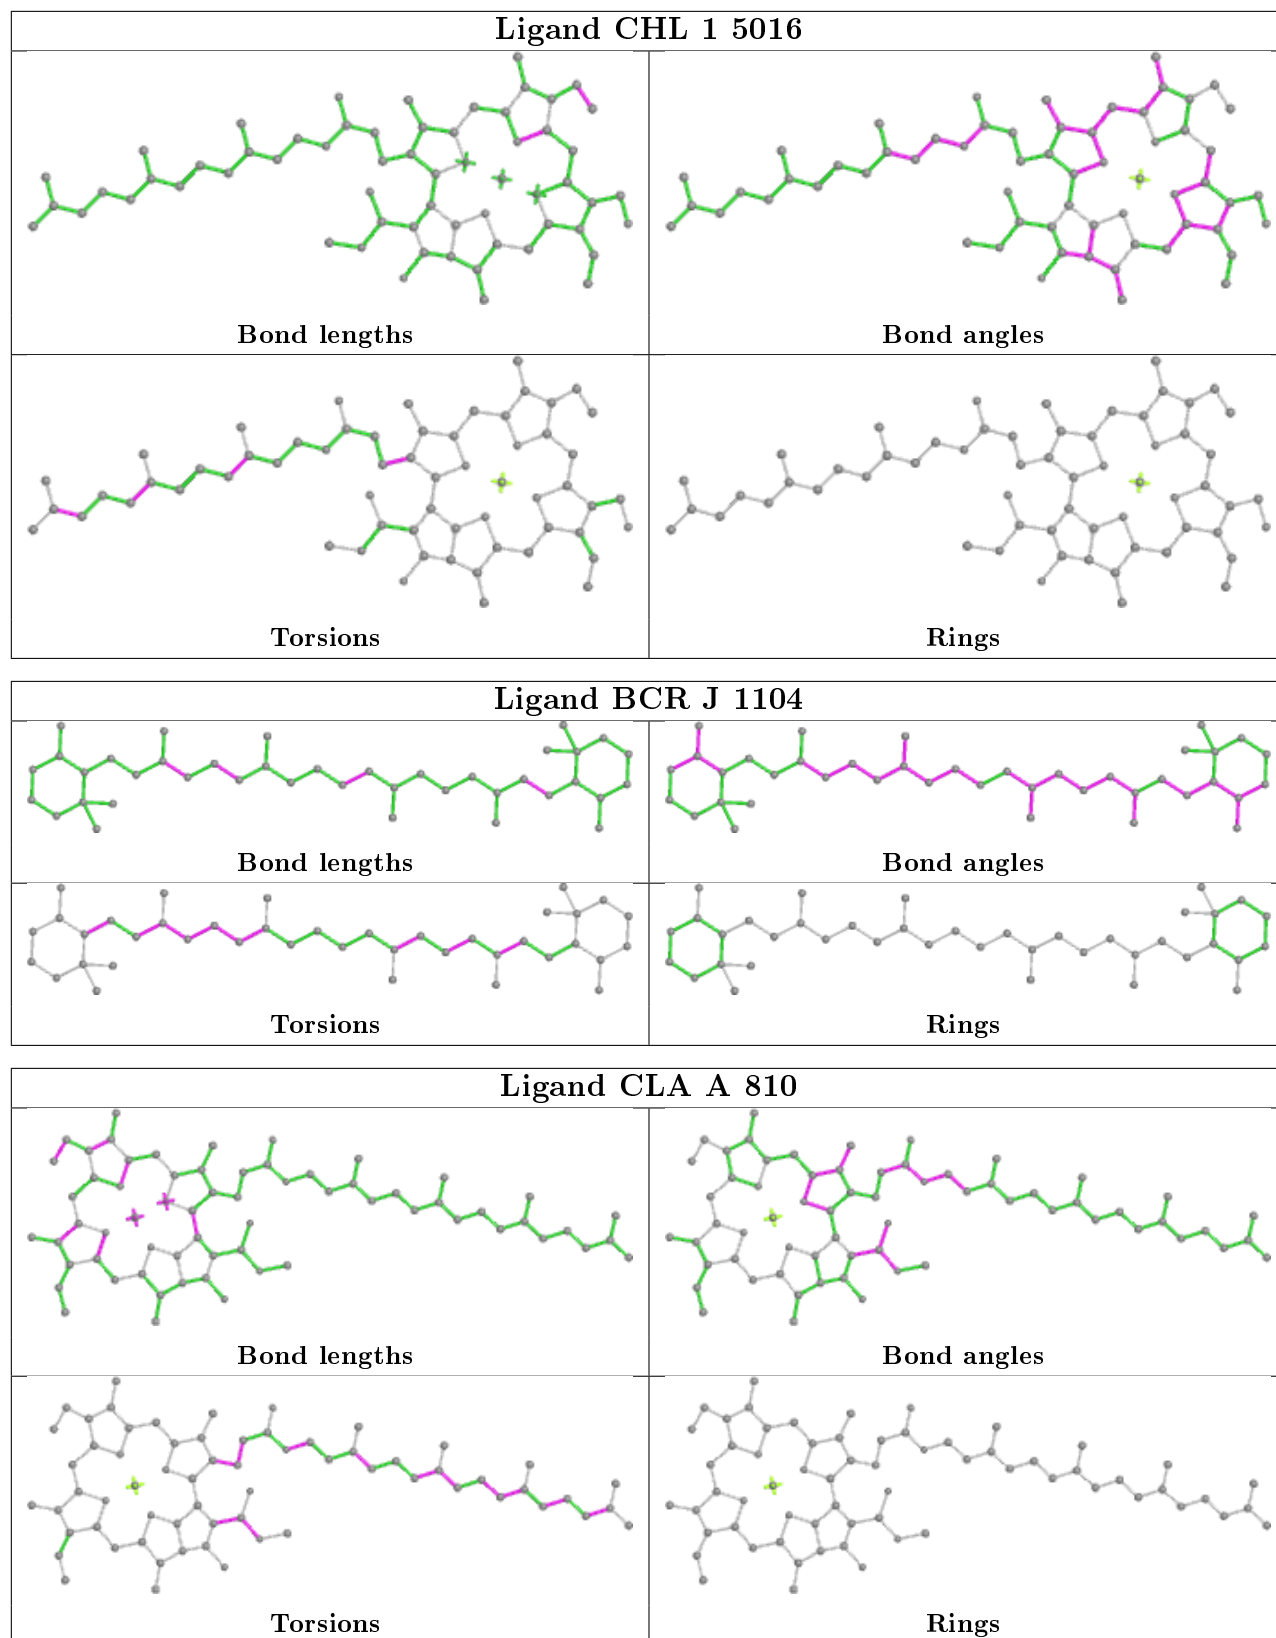 Ligand CHL 1 5016
Bond lengths
Bond angles
Torsions
Rings
Ligand BCR J 1104
Bond lengths
Bond angles
Torsions
Rings
Ligand CLA A 810
Bond lengths
Bond angles
Torsions
Rings